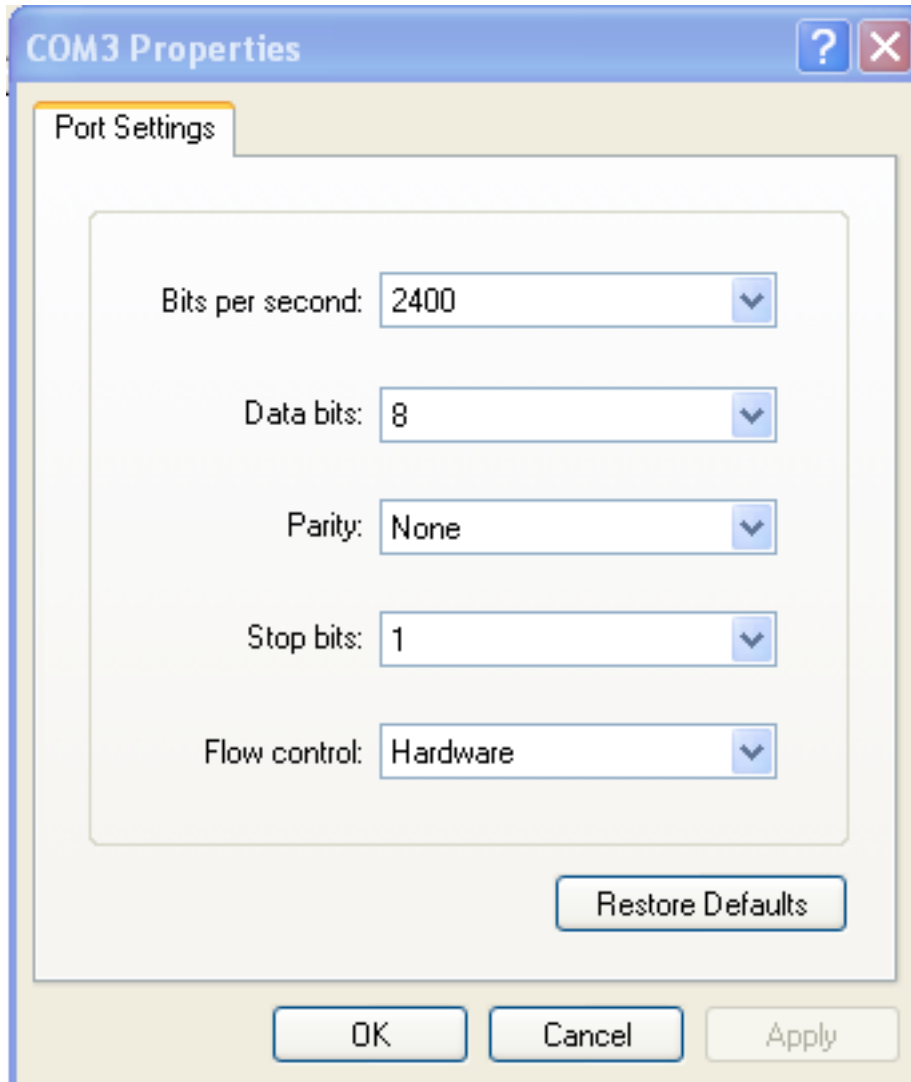 COM3 Properties
Port Settings
Bits per second: 2400
Data bits: 8
Parity: None
Stop bits: 1
Flow control: Hardware
Restore Defaults
OK Cancel Apply